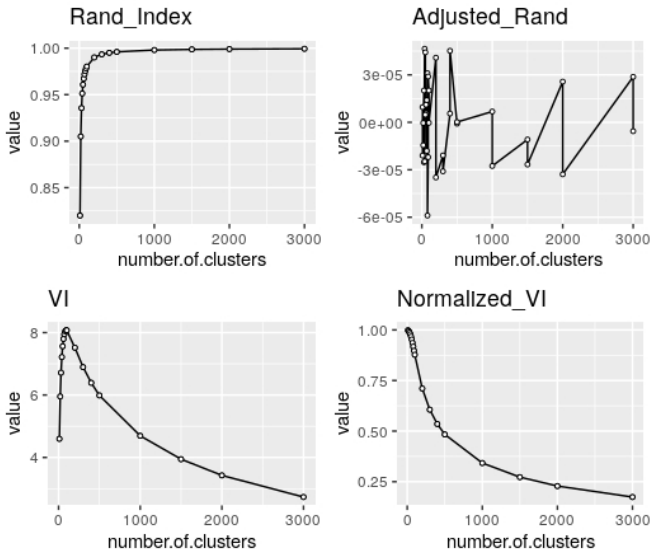 Rand_Index
1.00
0.95
0.90
0.85
value
0 1000 2000 3000
number.of.clusters
Adjusted_Rand
3e-05
0e+00
-3e-05
-6e-05
value
0 1000 2000 3000
number.of.clusters
VI
8
6
4
value
0 1000 2000 3000
number.of.clusters
Normalized_VI
1.00
0.75
0.50
0.25
value
0 1000 2000 3000
number.of.clusters